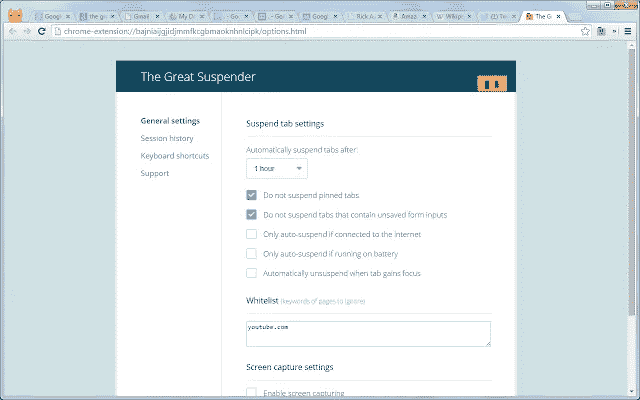 Googl
the gr
Gmail
My Di
- Go
- Go
Googl
Rick A
Amaz
Wikip
(1) Tw
The G
chrome-extension://bajniaijgjidjmmfkcgbmaoknhnlcipk/options.html
The Great Suspender
General settings
Session history
Keyboard shortcuts
Support
Suspend tab settings
Automatically suspend tabs after:
1 hour
Do not suspend pinned tabs
Do not suspend tabs that contain unsaved form inputs
Only auto-suspend if connected to the internet
Only auto-suspend if running on battery
Automatically unsuspend when tab gains focus
Whitelist (keywords of pages to ignore)
youtube.com
Screen capture settings
Enable screen capturing